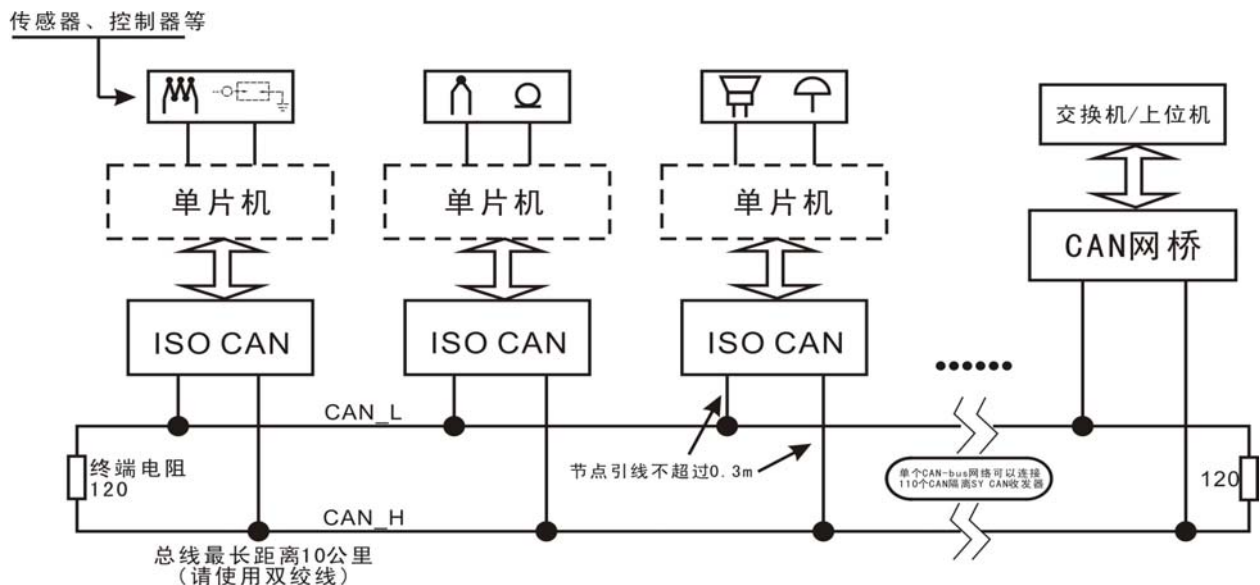 传感器、控制器等
交换机/上位机
单片机
单片机
单片机
CAN网桥
ISO CAN
ISO CAN
ISO CAN
CAN_L
终端电阻
120
节点引线不超过0.3m
单个CAN-bus网络可以连接
110个CAN隔离SY CAN收发器
120
CAN_H
总线最长距离10公里
(请使用双绞线)